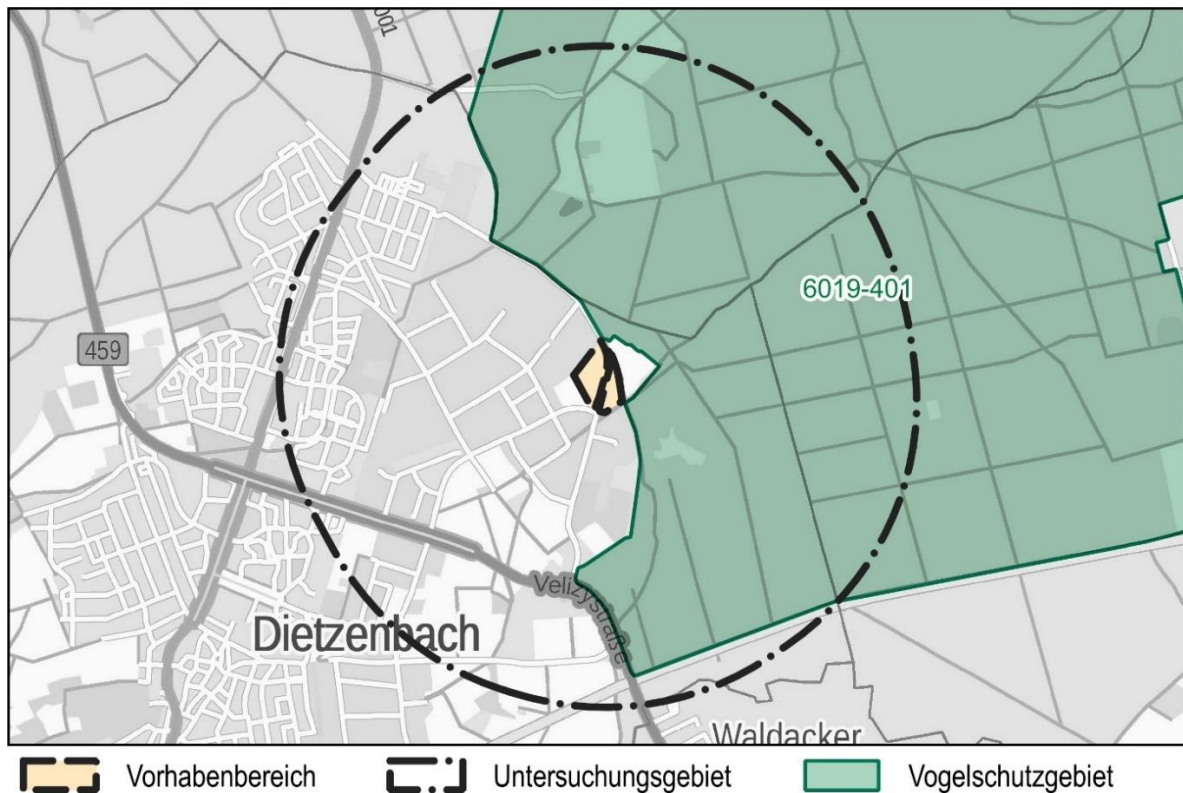 001
6019-401
459
Velizystraße
Dietzenbach
Waldacker
Vorhabenbereich
Untersuchungsgebiet
Vogelschutzgebiet